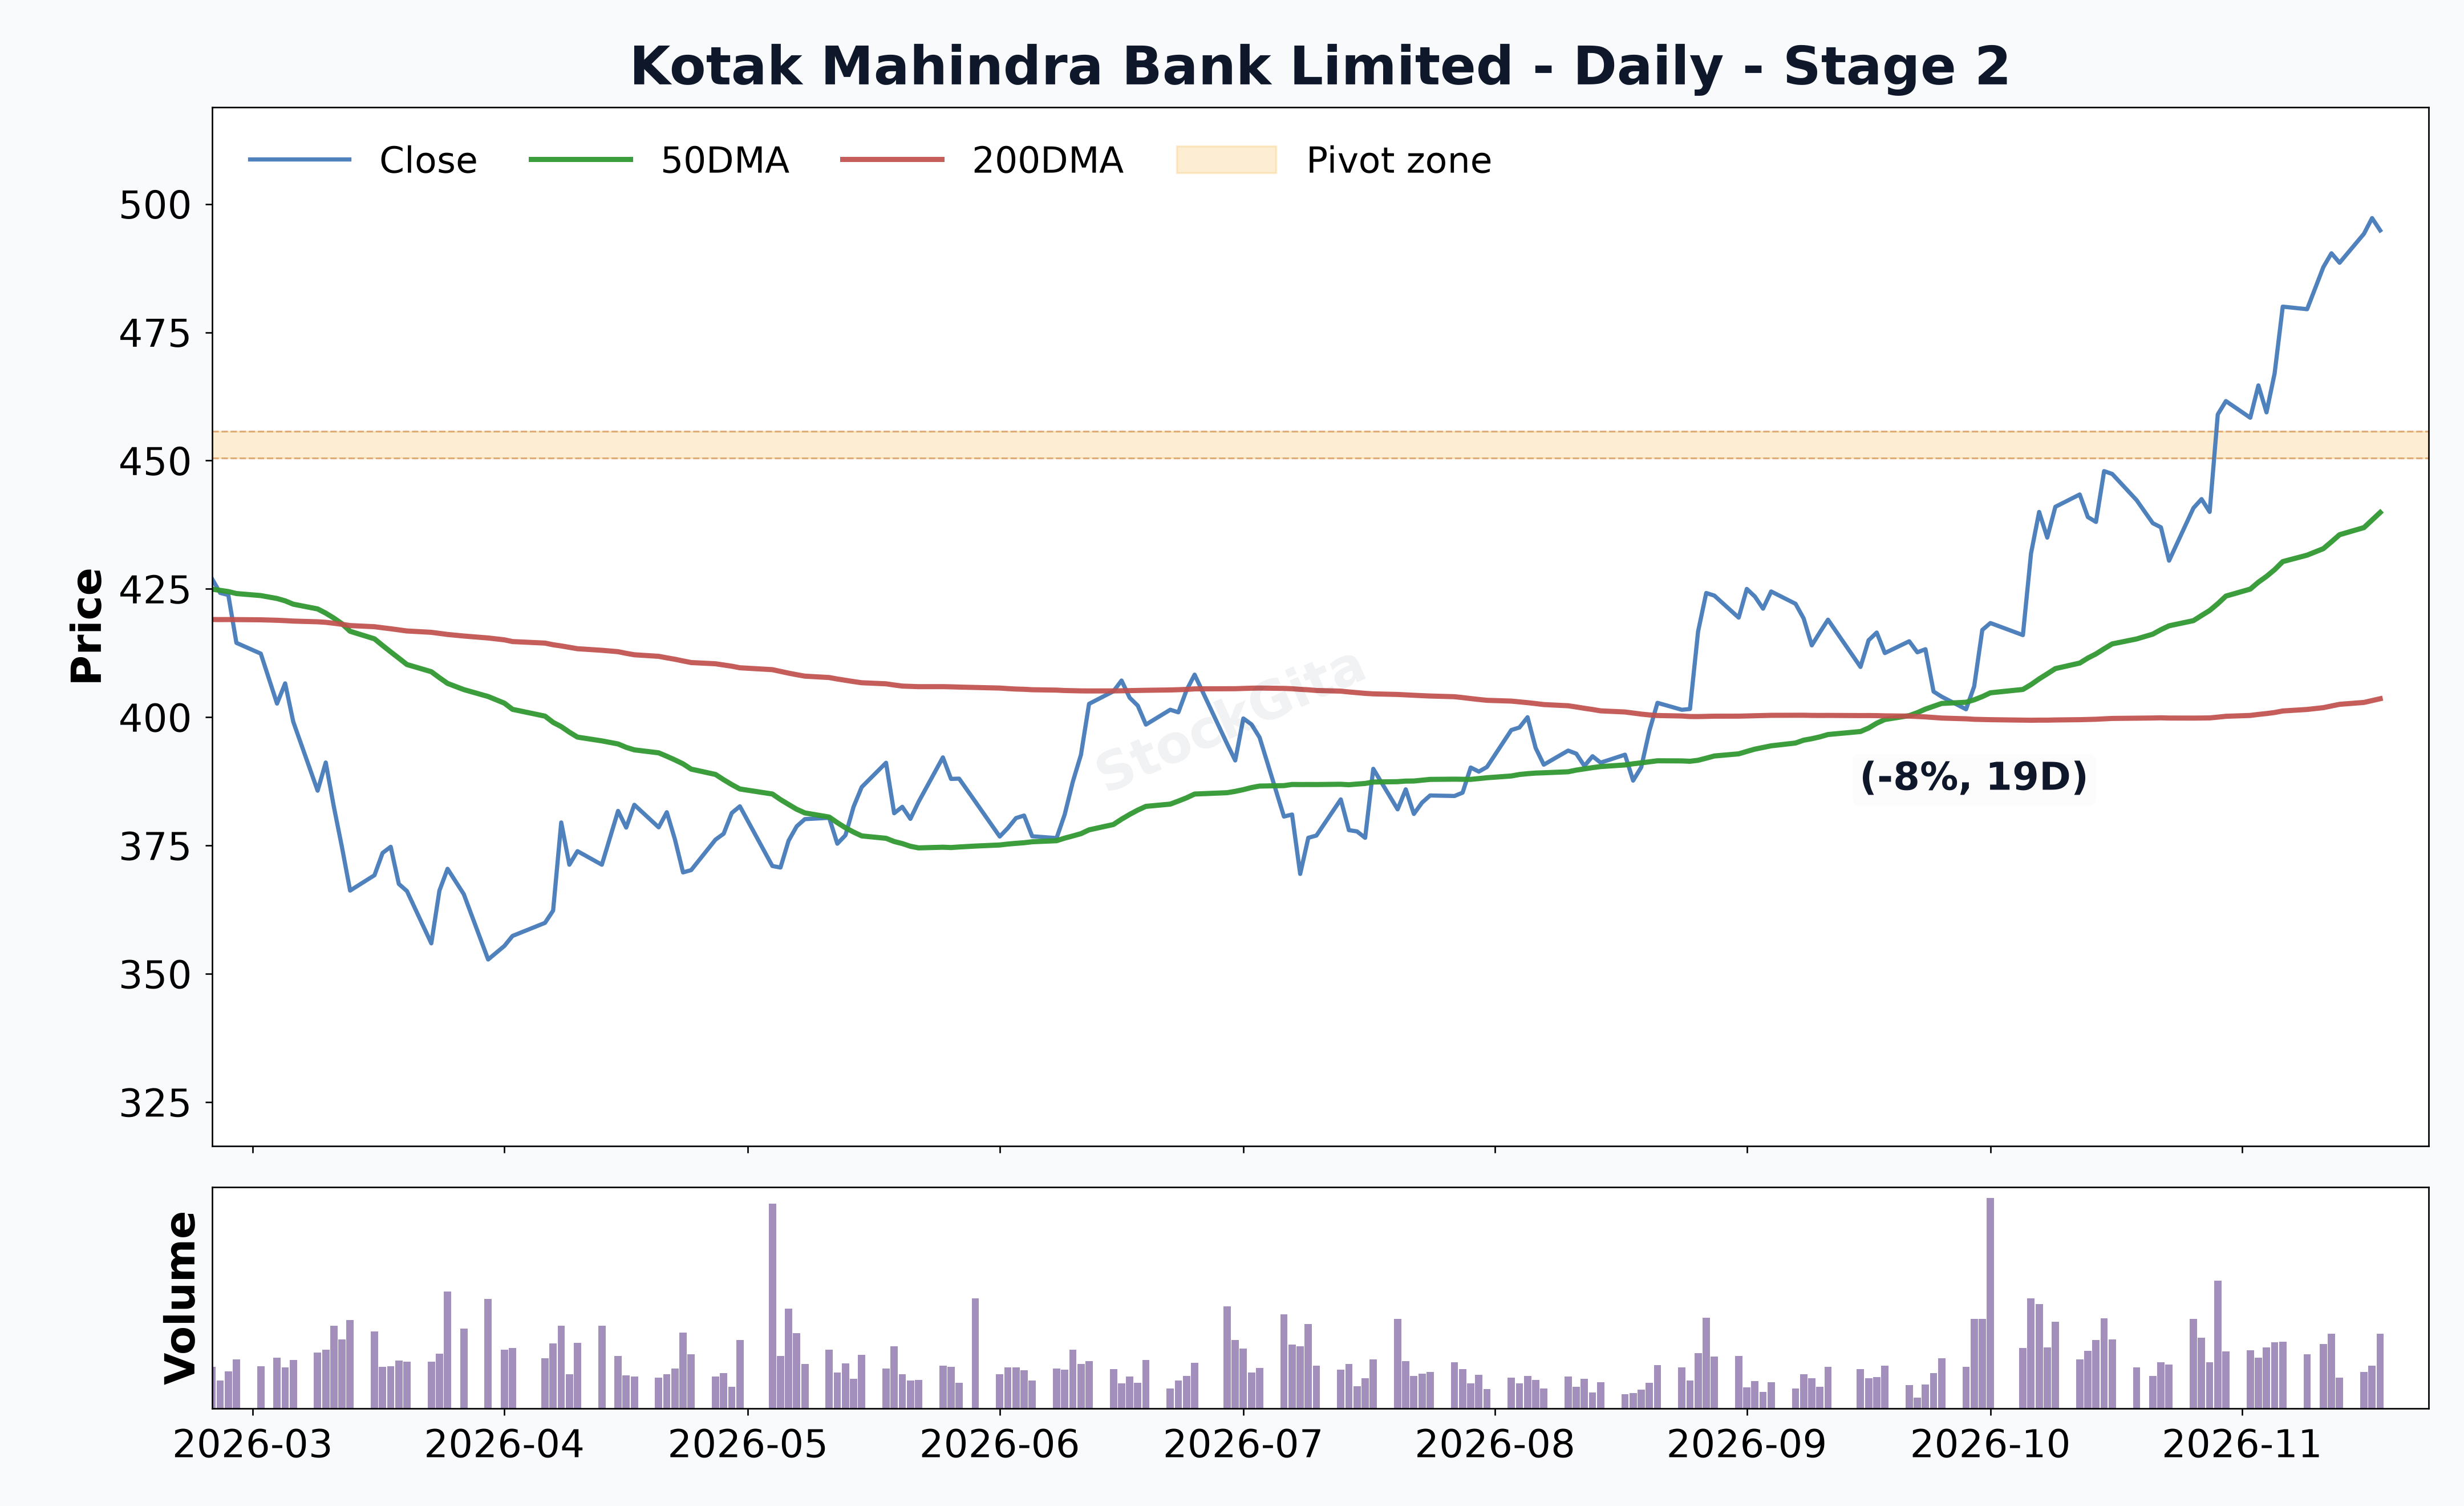 Kotak Mahindra Bank Limited - Daily - Stage 2
Close 50DMA 200DMA Pivot zone
500
475
450
425
400
375
350
325
Price
StockGita
(-8%, 19D)
Volume
2026-03 2026-04 2026-05 2026-06 2026-07 2026-08 2026-09 2026-10 2026-11